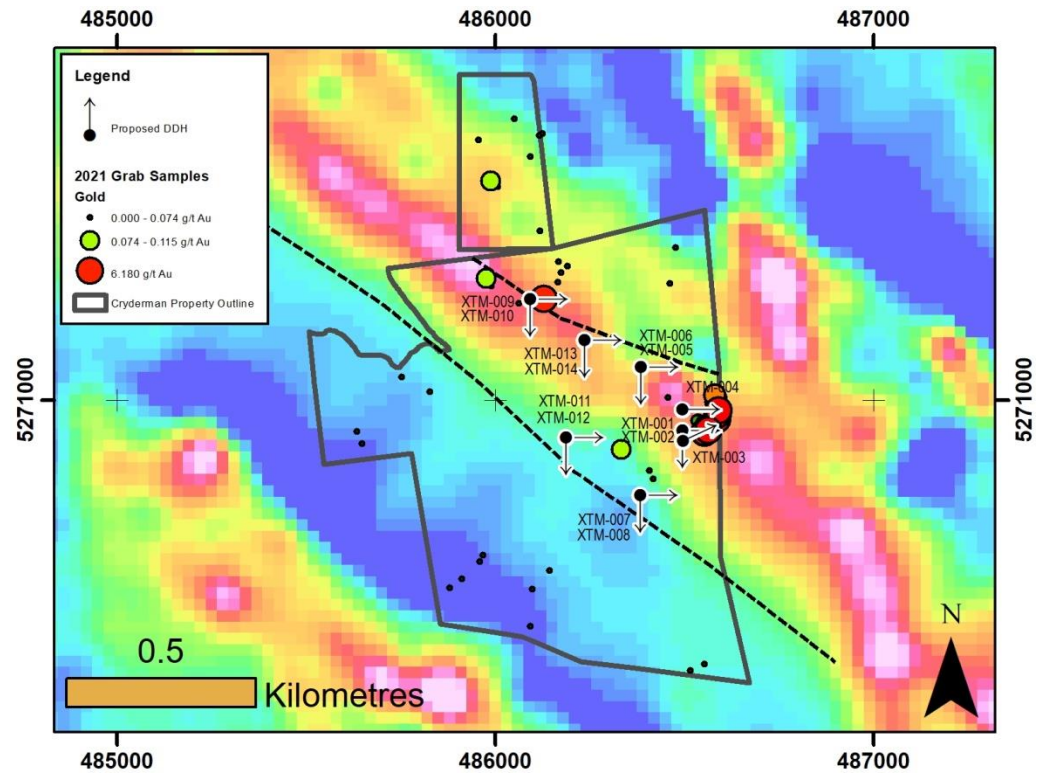 485000
486000
487000
Legend
Proposed DDH
2021 Grab Samples
Gold
0.000 - 0.074 g/t Au
0.074 - 0.115 g/t Au
6.180 g/t Au
Cryderman Property Outline
XTM-009
XTM-010
XTM-006
XTM-005
XTM-013
XTM-014
XTM-004
XTM-011
XTM-012
XTM-001
XTM-002
XTM-003
XTM-007
XTM-008
5271000
5271000
N
0.5
Kilometres
485000
486000
487000